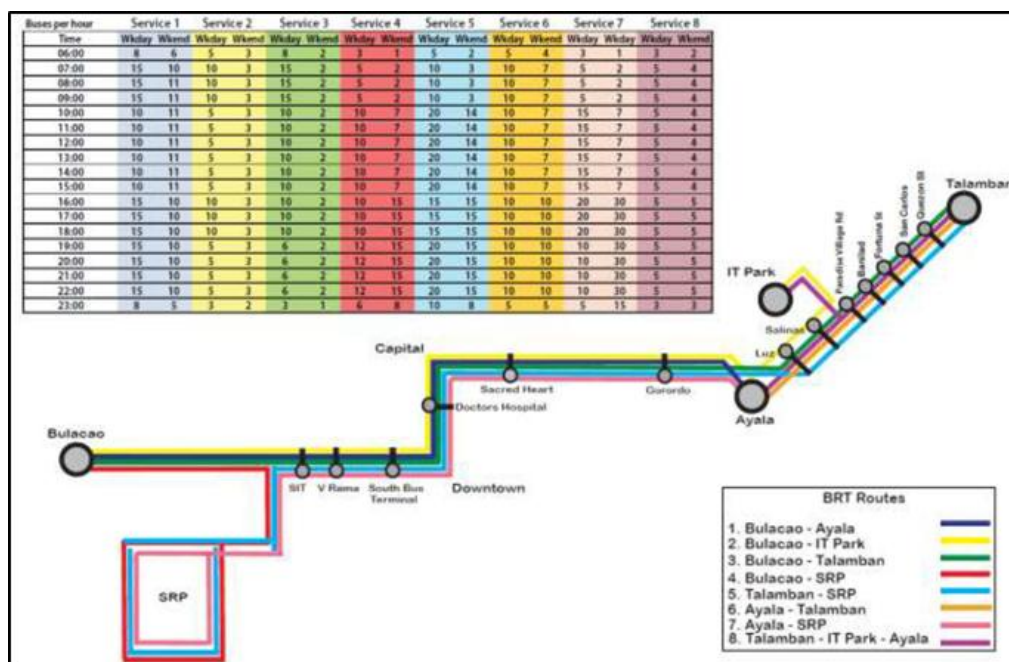 Buses per hour Service 1 Service 2 Service 3 Service 4 Service 5 Service 6 Service 7 Service 8
Time Wkday Wkend Wkday Wkend Wkday Wkend Wkday Wkend Wkday Wkend Wkday Wkend Wkday Wkend Wkday Wkend
06:00 8 6 5 3 8 2 3 1 5 2 5 4 3 1 3 2
07:00 15 10 10 3 15 2 5 2 10 3 10 7 5 2 5 4
08:00 15 11 10 3 15 2 5 2 10 3 10 7 5 2 5 4
09:00 15 11 10 3 15 2 5 2 10 3 10 7 5 2 5 4
10:00 10 11 5 3 10 2 10 7 20 14 10 7 15 7 5 4
11:00 10 11 5 3 10 2 10 7 20 14 10 7 15 7 5 4
12:00 10 11 5 3 10 2 10 7 20 14 10 7 15 7 5 4
13:00 10 11 5 3 10 2 10 7 20 14 10 7 15 7 5 4
14:00 10 11 5 3 10 2 10 7 20 14 10 7 15 7 5 4
15:00 10 11 5 3 10 2 10 7 20 14 10 7 15 7 5 4
16:00 15 10 10 3 10 2 10 15 15 15 10 10 20 30 5 5
17:00 15 10 10 3 10 2 10 15 15 15 10 10 20 30 5 5
18:00 15 10 10 3 10 2 10 15 15 15 10 10 20 30 5 5
19:00 15 10 5 3 6 2 12 15 20 15 10 10 10 30 5 5
20:00 15 10 5 3 6 2 12 15 20 15 10 10 10 30 5 5
21:00 15 10 5 3 6 2 12 15 20 15 10 10 10 30 5 5
22:00 15 10 5 3 6 2 12 15 20 15 10 10 10 30 5 5
23:00 8 5 3 2 3 1 6 8 10 8 5 5 5 15 3 3
Talamban
Quezon St
San Carlos
Fortuna St
Banilad
Paradise Village Rd
IT Park
Salinas
Luz
Capital
Sacred Heart
Gorordo
Ayala
Doctors Hospital
Bulacao
SIT
V Rama
South Bus
Terminal
Downtown
SRP
BRT Routes
1. Bulacao - Ayala
2. Bulacao - IT Park
3. Bulacao - Talamban
4. Bulacao - SRP
5. Talamban - SRP
6. Ayala - Talamban
7. Ayala - SRP
8. Talamban - IT Park - Ayala